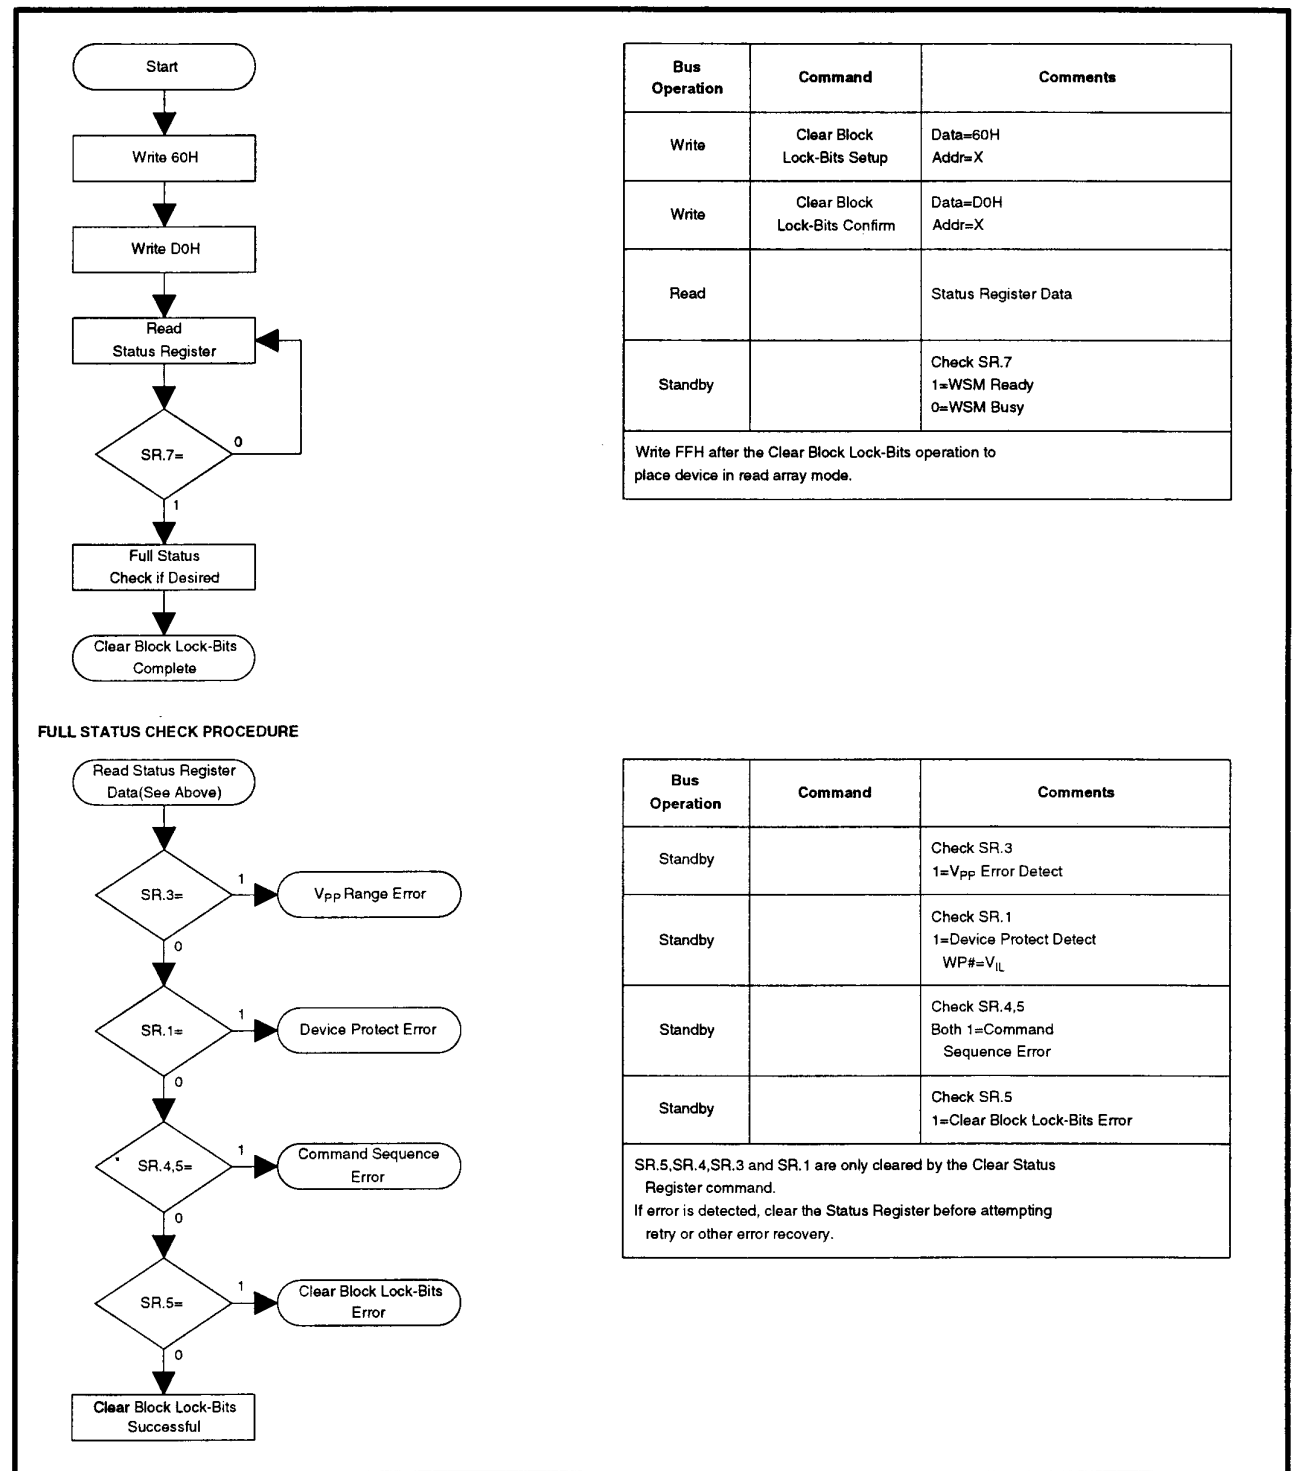 Start
Write 60H
Write D0H
Read
Status Register
SR.7=
0
1
Full Status
Check if Desired
Clear Block Lock-Bits
Complete
Bus
Operation
Command
Comments
Write
Clear Block
Lock-Bits Setup
Data=60H
Addr=X
Write
Clear Block
Lock-Bits Confirm
Data=D0H
Addr=X
Read
Status Register Data
Standby
Check SR.7
1=WSM Ready
0=WSM Busy
Write FFH after the Clear Block Lock-Bits operation to
place device in read array mode.
FULL STATUS CHECK PROCEDURE
Read Status Register
Data(See Above)
SR.3=
1
VPP Range Error
0
SR.1=
1
Device Protect Error
0
SR.4,5=
1
Command Sequence
Error
0
SR.5=
1
Clear Block Lock-Bits
Error
0
Clear Block Lock-Bits
Successful
Bus
Operation
Command
Comments
Standby
Check SR.3
1=VPP Error Detect
Standby
Check SR.1
1=Device Protect Detect
WP#=VIL
Standby
Check SR.4,5
Both 1=Command
Sequence Error
Standby
Check SR.5
1=Clear Block Lock-Bits Error
SR.5,SR.4,SR.3 and SR.1 are only cleared by the Clear Status
Register command.
If error is detected, clear the Status Register before attempting
retry or other error recovery.